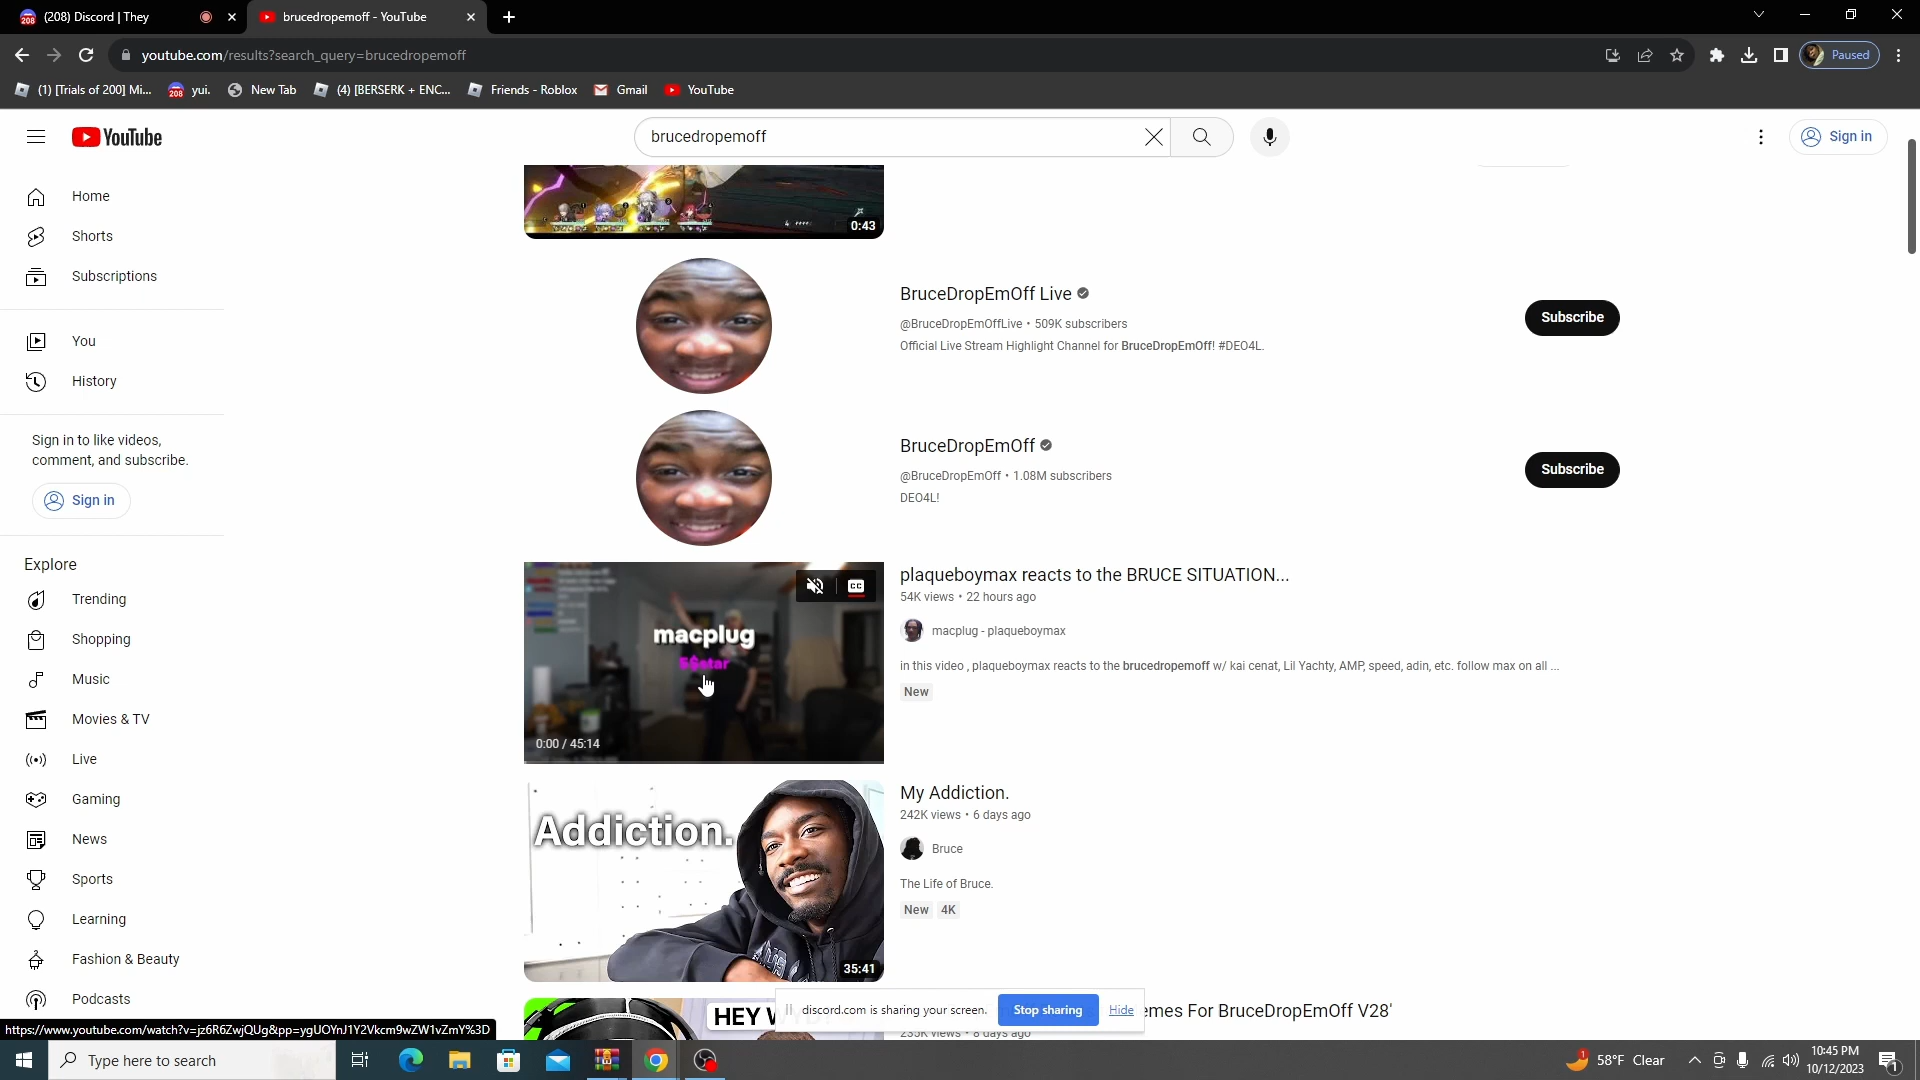 (208) Discord | They
brucedropemoff - YouTube
youtube.com/results?search_query=brucedropemoff
Paused
(1) [Trials of 200] Mi...
208
yui.
New Tab
(4) [BERSERK + ENC...
Friends - Roblox
Gmail
YouTube
YouTube
brucedropemoff
Sign in
Home
Shorts
Subscriptions
You
History
Sign in to like videos,
comment, and subscribe.
Sign in
Explore
Trending
Shopping
Music
Movies & TV
Live
Gaming
News
Sports
Learning
Fashion & Beauty
Podcasts
0:43
BruceDropEmOff Live
@BruceDropEmOffLive • 509K subscribers
Official Live Stream Highlight Channel for BruceDropEmOff! #DEO4L.
Subscribe
BruceDropEmOff
@BruceDropEmOff • 1.08M subscribers
DEO4L!
Subscribe
CC
macplug
5$star
0:00 / 45:14
plaqueboymax reacts to the BRUCE SITUATION...
54K views • 22 hours ago
macplug - plaqueboymax
in this video , plaqueboymax reacts to the brucedropemoff w/ kai cenat, Lil Yachty, AMP, speed, adin, etc. follow max on all ...
New
Addiction.
35:41
My Addiction.
242K views • 6 days ago
Bruce
The Life of Bruce.
New 4K
HEY W
emes For BruceDropEmOff V28'
235K views • 8 days ago
discord.com is sharing your screen.
Stop sharing
Hide
https://www.youtube.com/watch?v=jz6R6ZwjQUg&pp=ygUOYnJ1Y2Vkcm9wZW1vZmY%3D
Type here to search
58°F Clear
10:45 PM
10/12/2023
1